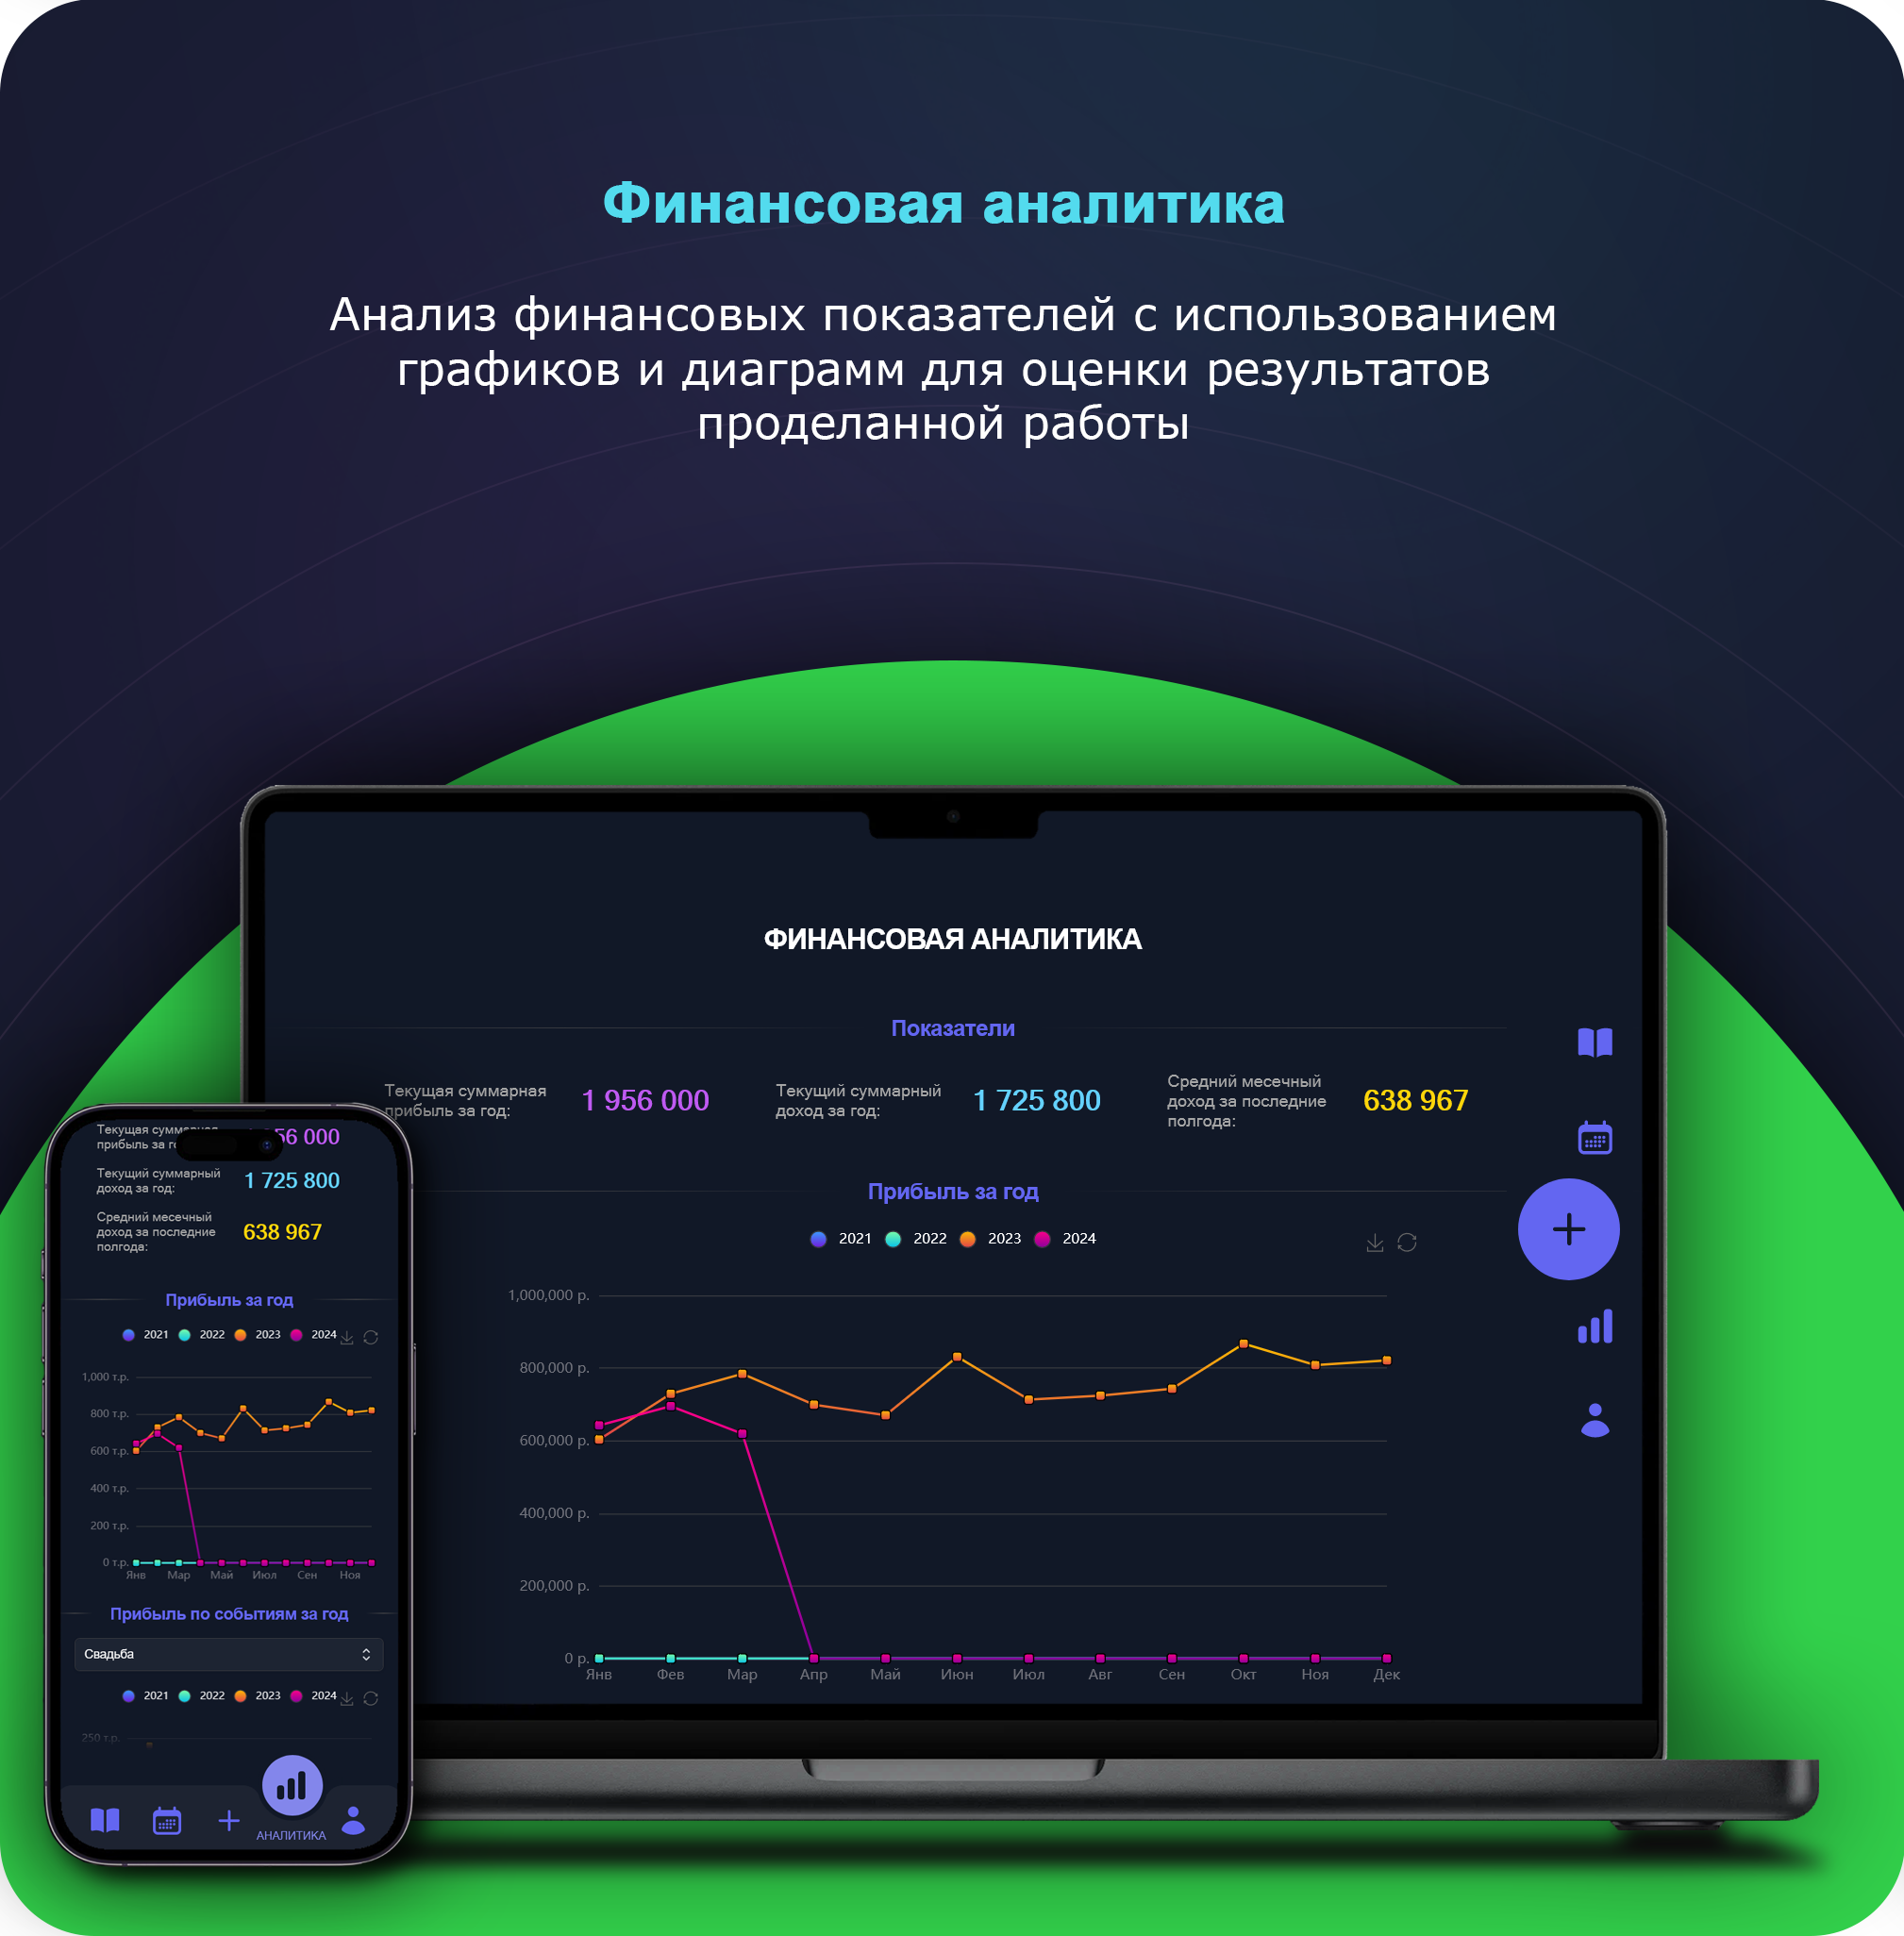 Финансовая аналитика
Анализ финансовых показателей с использованием
графиков и диаграмм для оценки результатов
проделанной работы
ФИНАНСОВАЯ АНАЛИТИКА
Показатели
Текущая суммарная
прибыль за год:
1 956 000
Текущий суммарный
доход за год:
1 725 800
Средний месечный
доход за последние
полгода:
638 967
Прибыль за год
2021 2022 2023 2024
1,000,000 р.
800,000 р.
600,000 р.
400,000 р.
200,000 р.
0 р.
Янв Фев Мар Апр Май Июн Июл Авг Сен Окт Ноя Дек
Текущая суммарная
прибыль за
56 000
Текущий суммарный
доход за год:
1 725 800
Средний месечный
доход за последние
полгода:
638 967
Прибыль за год
2021 2022 2023 2024
1,000 т.р.
800 т.р.
600 т.р.
400 т.р.
200 т.р.
0 т.р.
Янв Мар Май Июл Сен Ноя
Прибыль по событиям за год
Свадьба
2021 2022 2023 2024
250 т.р.
АНАЛИТИКА